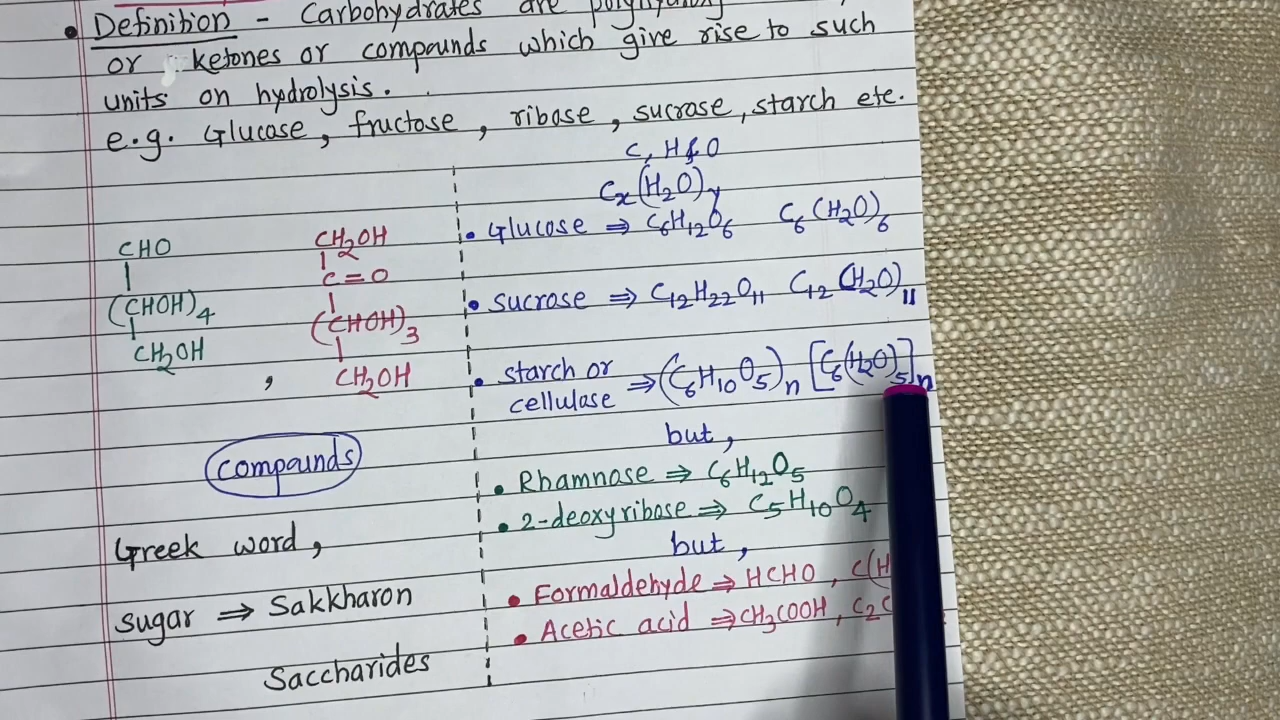 • Definition - Carbohydrates are
or ketones or compounds which give rise to such
units on hydrolysis.
e.g. Glucose, fructose, ribose, sucrose, starch etc.
CHO
|
(CHOH)4
|
CH2OH
,
CH2OH
|
C=O
|
(CHOH)3
|
CH2OH
compounds
Greek word,
sugar ⇒ Sakkharon
Saccharides
C, H & O
Cx(H2O)y
• Glucose ⇒ C6H12O6 C6(H2O)6
• sucrose ⇒ C12H22O11 C12(H2O)11
• starch or
cellulase ⇒ (C6H10O5)n [C6(H2O)5]n
but,
• Rhamnose ⇒ C6H12O5
• 2-deoxyribose ⇒ C5H10O4
but,
• Formaldehyde ⇒ HCHO, C(H
• Acetic acid ⇒ CH3COOH, C2